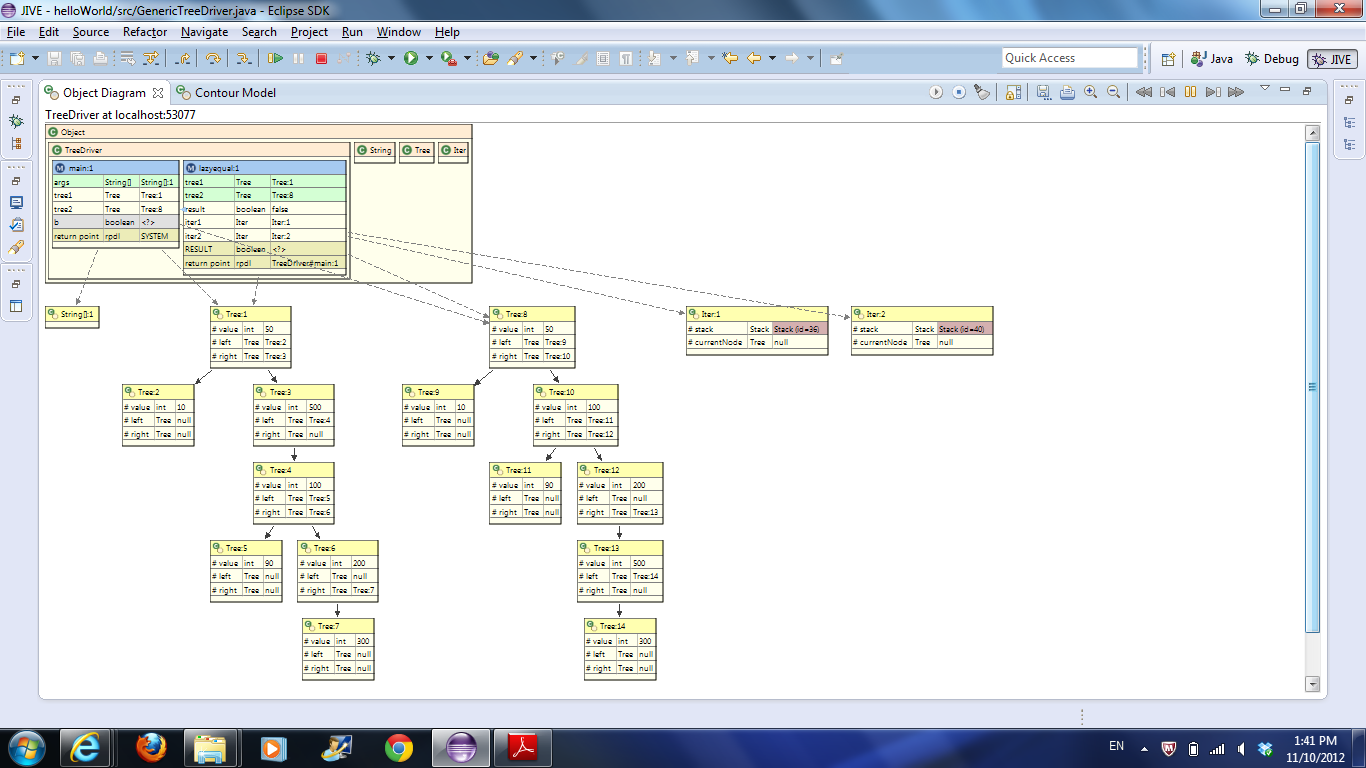 JIVE - helloWorld/src/GenericTreeDriver.java - Eclipse SDK
File Edit Source Refactor Navigate Search Project Run Window Help
Quick Access Java Debug JIVE
Object Diagram Contour Model
TreeDriver at localhost:53077
Object
TreeDriver String Tree Iter
main:1
args String[] String[]:1
tree1 Tree Tree:1
tree2 Tree Tree:8
b boolean <?>
return point rpdl SYSTEM
lazyequal:1
tree1 Tree Tree:1
tree2 Tree Tree:8
result boolean false
iter1 Iter Iter:1
iter2 Iter Iter:2
RESULT boolean <?>
return point rpdl TreeDriver#main:1
String[]:1
Tree:1
# value int 50
# left Tree Tree:2
# right Tree Tree:3
Tree:8
# value int 50
# left Tree Tree:9
# right Tree Tree:10
Iter:1
# stack Stack Stack (id=36)
# currentNode Tree null
Iter:2
# stack Stack Stack (id=40)
# currentNode Tree null
Tree:2
# value int 10
# left Tree null
# right Tree null
Tree:3
# value int 500
# left Tree Tree:4
# right Tree null
Tree:9
# value int 10
# left Tree null
# right Tree null
Tree:10
# value int 100
# left Tree Tree:11
# right Tree Tree:12
Tree:4
# value int 100
# left Tree Tree:5
# right Tree Tree:6
Tree:11
# value int 90
# left Tree null
# right Tree null
Tree:12
# value int 200
# left Tree null
# right Tree Tree:13
Tree:5
# value int 90
# left Tree null
# right Tree null
Tree:6
# value int 200
# left Tree null
# right Tree Tree:7
Tree:13
# value int 500
# left Tree Tree:14
# right Tree null
Tree:7
# value int 300
# left Tree null
# right Tree null
Tree:14
# value int 300
# left Tree null
# right Tree null
EN
1:41 PM
11/10/2012